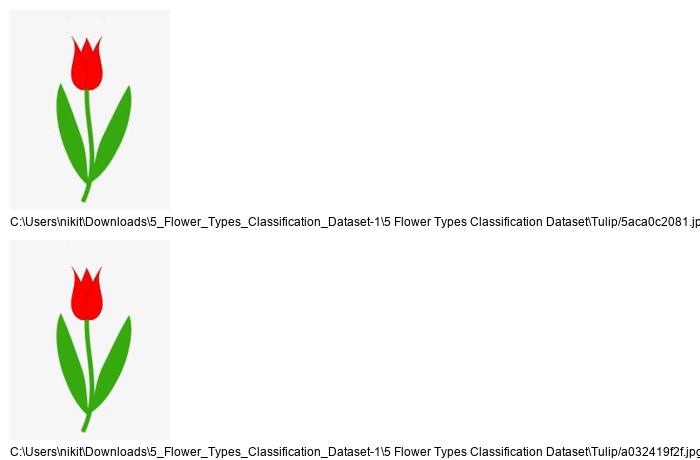 C:\Users\nikit\Downloads\5_Flower_Types_Classification_Dataset-1\5 Flower Types Classification Dataset\Tulip/5aca0c2081.jp
C:\Users\nikit\Downloads\5_Flower_Types_Classification_Dataset-1\5 Flower Types Classification Dataset\Tulip/a032419f2f.jpg